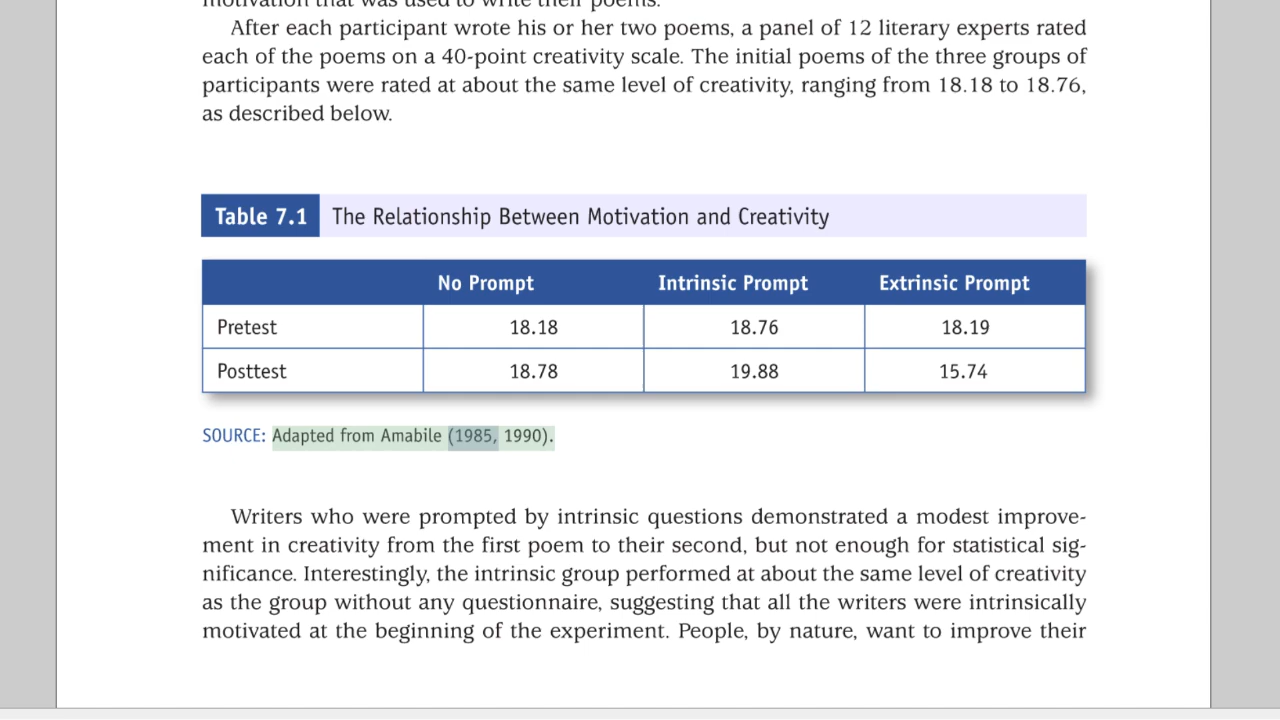 motivation that was used to write their poems.
After each participant wrote his or her two poems, a panel of 12 literary experts rated
each of the poems on a 40-point creativity scale. The initial poems of the three groups of
participants were rated at about the same level of creativity, ranging from 18.18 to 18.76,
as described below.
Table 7.1 The Relationship Between Motivation and Creativity
No Prompt Intrinsic Prompt Extrinsic Prompt
Pretest 18.18 18.76 18.19
Posttest 18.78 19.88 15.74
SOURCE: Adapted from Amabile (1985, 1990).
Writers who were prompted by intrinsic questions demonstrated a modest improve-
ment in creativity from the first poem to their second, but not enough for statistical sig-
nificance. Interestingly, the intrinsic group performed at about the same level of creativity
as the group without any questionnaire, suggesting that all the writers were intrinsically
motivated at the beginning of the experiment. People, by nature, want to improve their